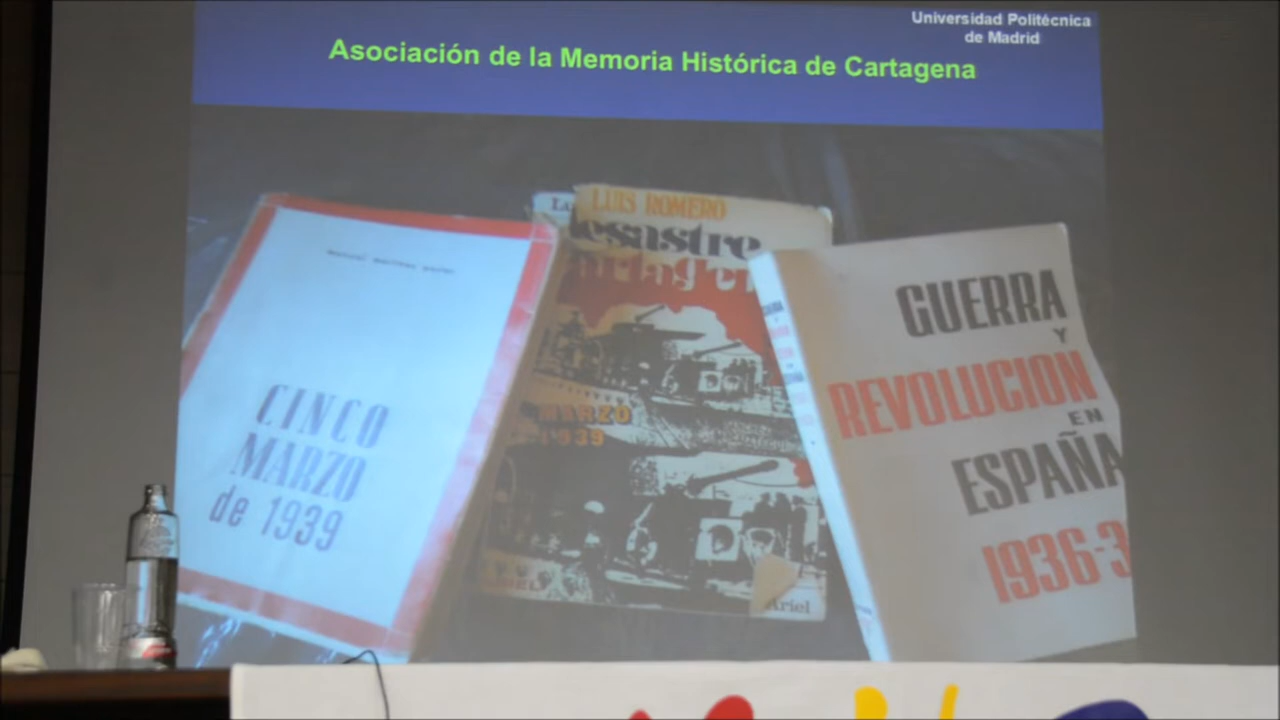 Universidad Politécnica
de Madrid
Asociación de la Memoria Histórica de Cartagena
CINCO
MARZO
de 1939
LUIS ROMERO
desastre
MARZO
1939
Ariel
GUERRA
Y
REVOLUCION
EN
ESPAÑA
1936-3